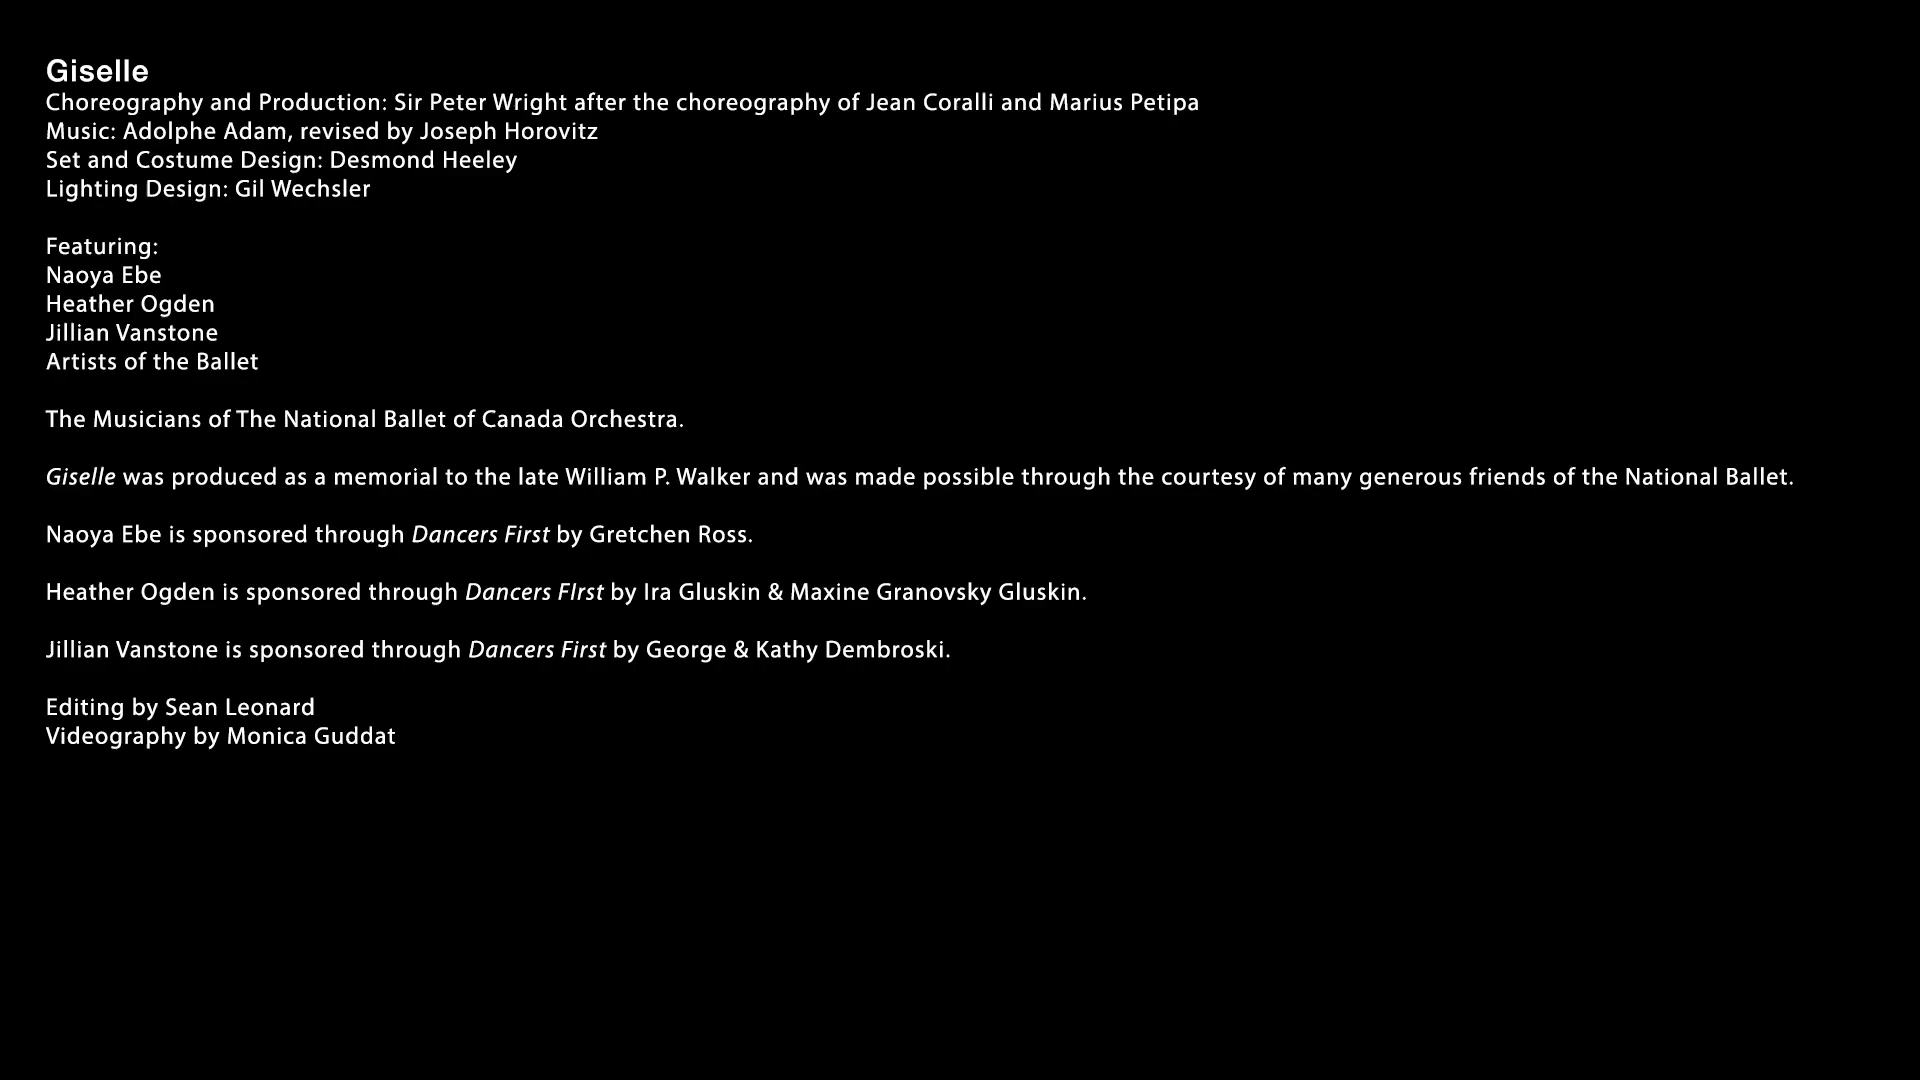 Giselle
Choreography and Production: Sir Peter Wright after the choreography of Jean Coralli and Marius Petipa
Music: Adolphe Adam, revised by Joseph Horovitz
Set and Costume Design: Desmond Heeley
Lighting Design: Gil Wechsler
Featuring:
Naoya Ebe
Heather Ogden
Jillian Vanstone
Artists of the Ballet
The Musicians of The National Ballet of Canada Orchestra.
Giselle was produced as a memorial to the late William P. Walker and was made possible through the courtesy of many generous friends of the National Ballet.
Naoya Ebe is sponsored through Dancers First by Gretchen Ross.
Heather Ogden is sponsored through Dancers FIrst by Ira Gluskin & Maxine Granovsky Gluskin.
Jillian Vanstone is sponsored through Dancers First by George & Kathy Dembroski.
Editing by Sean Leonard
Videography by Monica Guddat